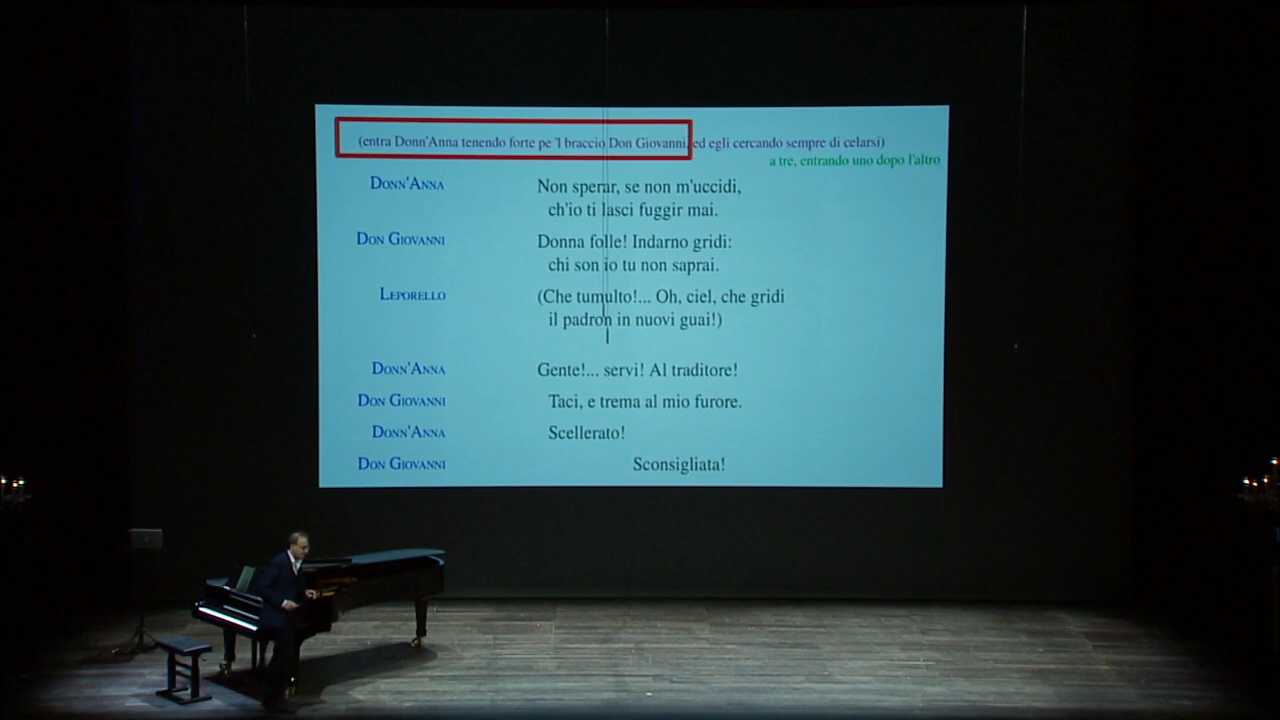 (entra Donn'Anna tenendo forte pe 'l braccio Don Giovanni, ed egli cercando sempre di celarsi)
a tre, entrando uno dopo l'altro
Donn'Anna Non sperar, se non m'uccidi,
ch'io ti lasci fuggir mai.
Don Giovanni Donna folle! Indarno gridi:
chi son io tu non saprai.
Leporello (Che tumulto!... Oh, ciel, che gridi
il padron in nuovi guai!)
Donn'Anna Gente!... servi! Al traditore!
Don Giovanni Taci, e trema al mio furore.
Donn'Anna Scellerato!
Don Giovanni Sconsigliata!